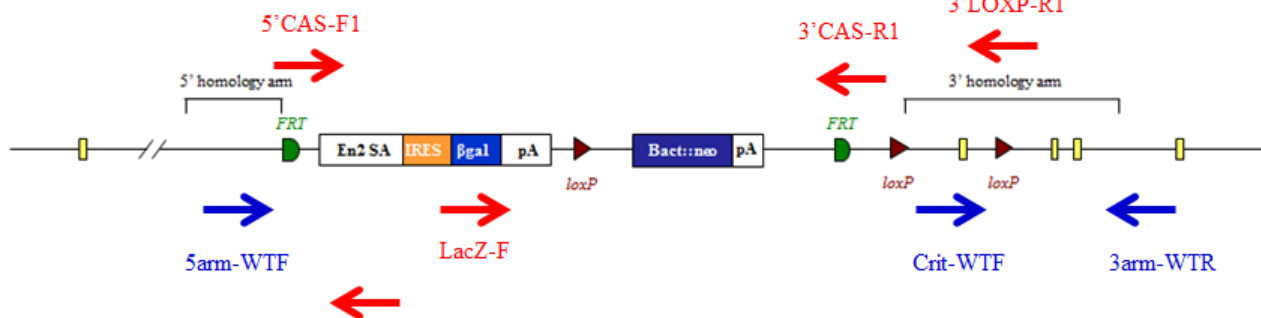 3'LOXP-R1
5'CAS-F1
3'CAS-R1
5' homology arm
3' homology arm
FRT
FRT
En2 SA IRES βgal pA
Bact::neo pA
loxP
loxP
loxP
5arm-WTF
LacZ-F
Crit-WTF
3arm-WTR